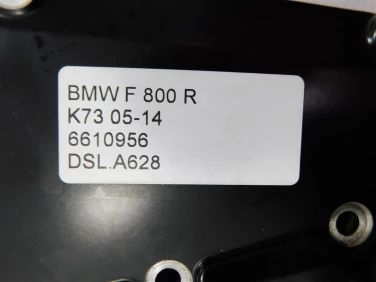 BMW F 800 R
K73 05-14
6610956
DSL.A628